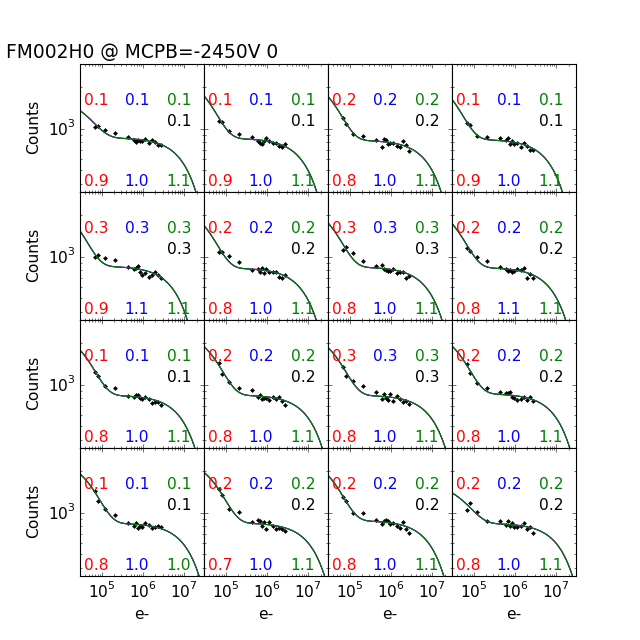 FM002H0 @ MCPB=-2450V 0
0.1 0.1 0.1 0.1 0.1 0.1 0.2 0.2 0.2 0.1 0.1 0.1
0.1 0.1 0.2 0.1
Counts
10³
0.9 1.0 1.1 0.9 1.0 1.1 0.8 1.0 1.1 0.9 1.0 1.1
0.3 0.3 0.3 0.2 0.2 0.2 0.3 0.3 0.3 0.2 0.2 0.2
0.3 0.2 0.3 0.2
Counts
10³
0.9 1.1 1.1 0.8 1.0 1.1 0.8 1.0 1.1 0.8 1.1 1.1
0.1 0.1 0.1 0.2 0.2 0.2 0.3 0.3 0.3 0.2 0.2 0.2
0.1 0.2 0.3 0.2
Counts
10³
0.8 1.0 1.1 0.8 1.0 1.1 0.8 1.0 1.1 0.8 1.0 1.1
0.1 0.1 0.1 0.2 0.2 0.2 0.2 0.2 0.2 0.2 0.2 0.2
0.1 0.2 0.2 0.2
Counts
10³
0.8 1.0 1.0 0.7 1.0 1.1 0.8 1.0 1.1 0.8 1.0 1.1
10⁵ 10⁶ 10⁷ 10⁵ 10⁶ 10⁷ 10⁵ 10⁶ 10⁷ 10⁵ 10⁶ 10⁷
e- e- e- e-